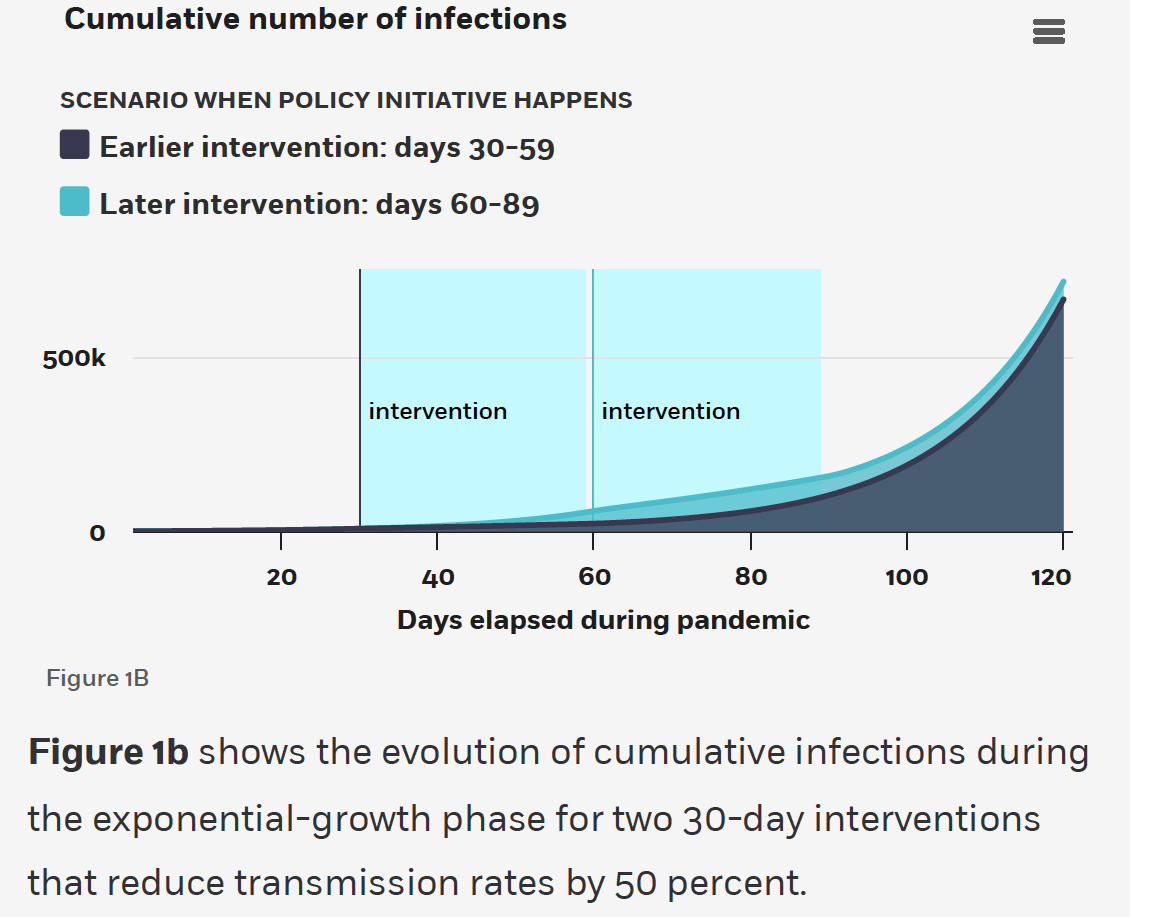 Cumulative number of infections
SCENARIO WHEN POLICY INITIATIVE HAPPENS
Earlier intervention: days 30-59
Later intervention: days 60-89
500k
intervention
intervention
0
20
40
60
80
100
120
Days elapsed during pandemic
Figure 1B
Figure 1b shows the evolution of cumulative infections during
the exponential-growth phase for two 30-day interventions
that reduce transmission rates by 50 percent.